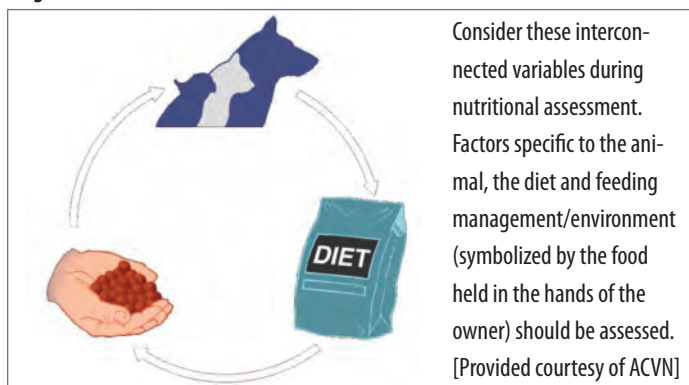 DIET
Consider these intercon-
nected variables during
nutritional assessment.
Factors specific to the ani-
mal, the diet and feeding
management/environment
(symbolized by the food
held in the hands of the
owner) should be assessed.
[Provided courtesy of ACVN]